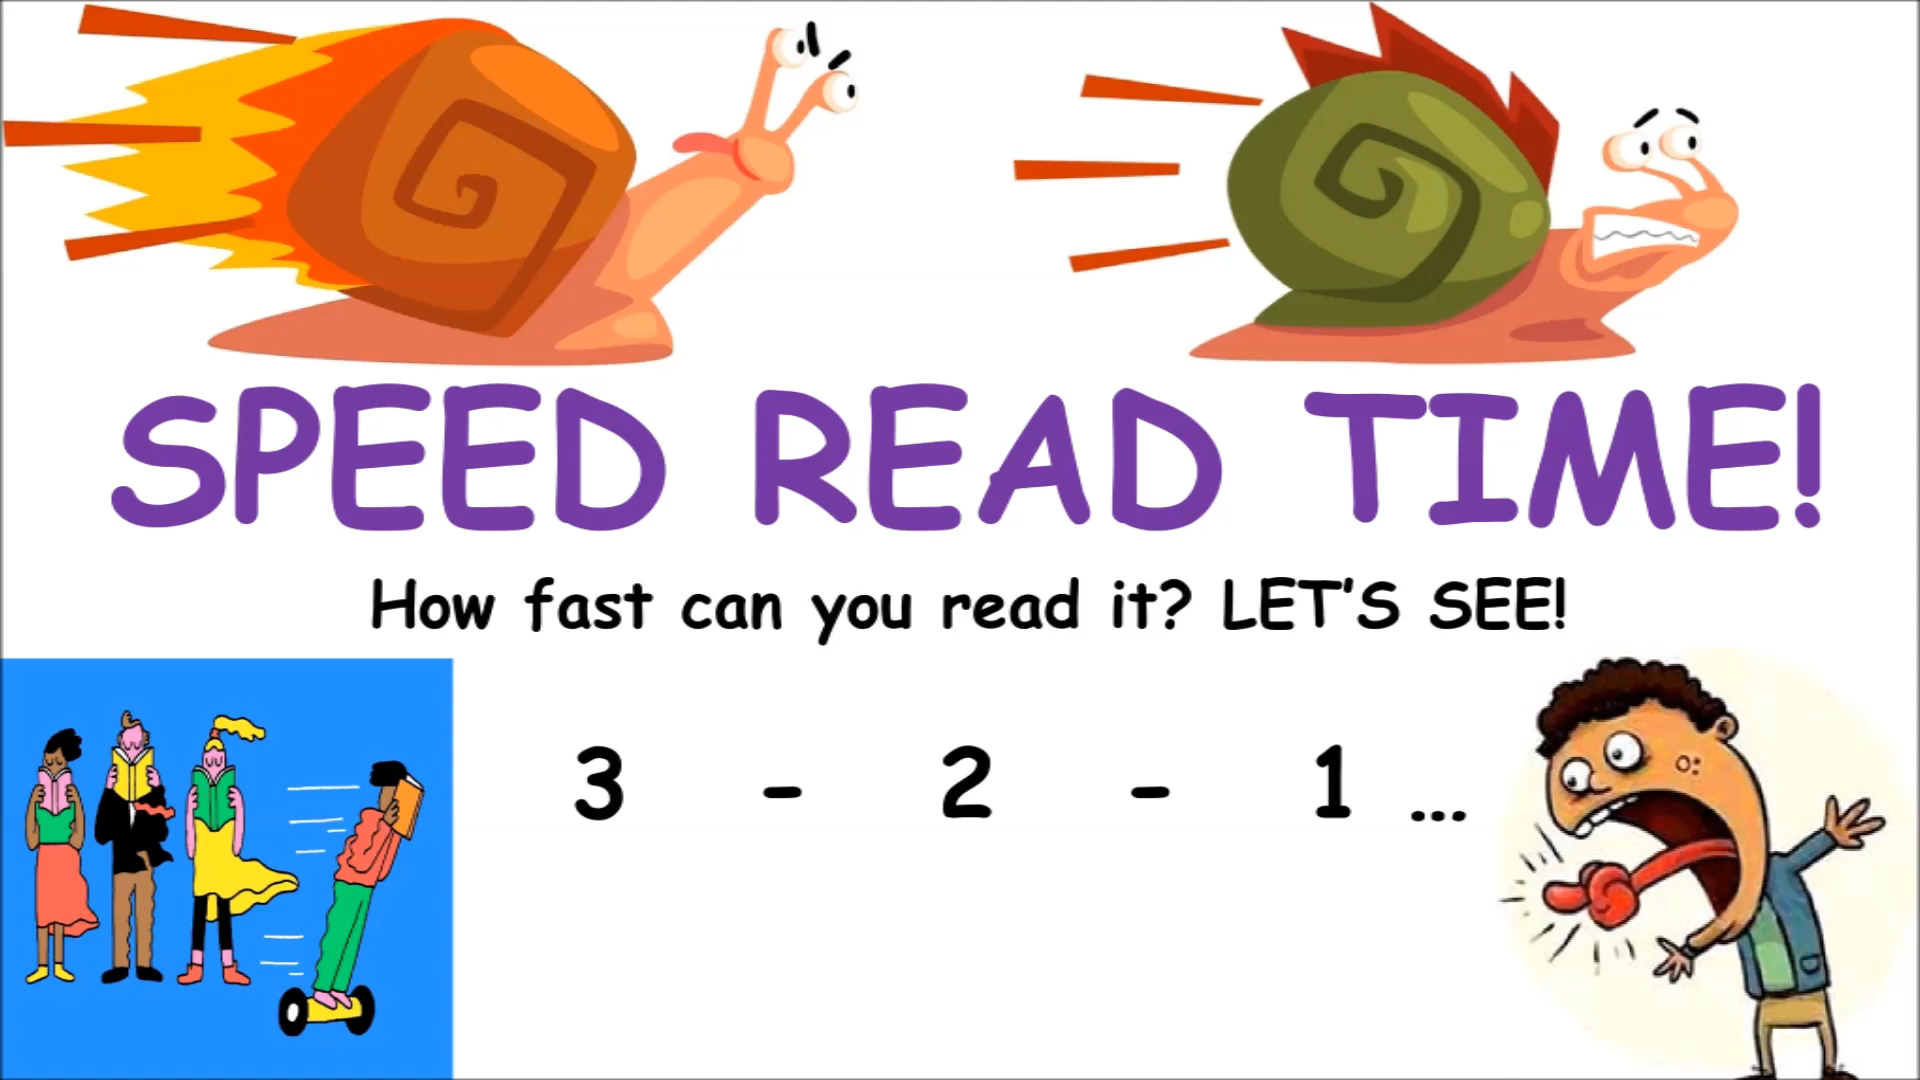 SPEED READ TIME!
How fast can you read it? LET'S SEE!
3 - 2 - 1 ...